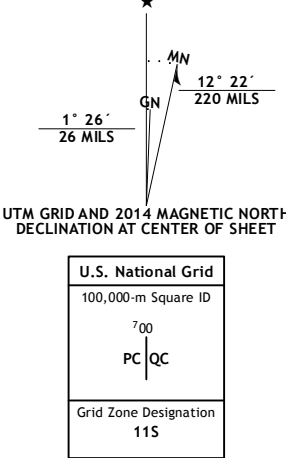 ★
MN
GN
12° 22´
220 MILS
1° 26´
26 MILS
UTM GRID AND 2014 MAGNETIC NORTH
DECLINATION AT CENTER OF SHEET
U.S. National Grid
100,000-m Square ID
⁷00
PC QC
Grid Zone Designation
11S